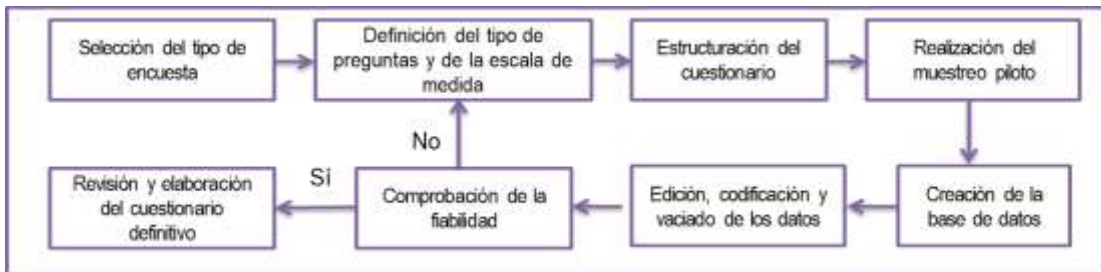 Selección del tipo de
encuesta
Definición del tipo de
preguntas y de la escala de
medida
Estructuración del
cuestionario
Realización del
muestreo piloto
No
Sí
Revisión y elaboración
del cuestionario
definitivo
Comprobación de la
fiabilidad
Edición, codificación y
vaciado de los datos
Creación de la
base de datos